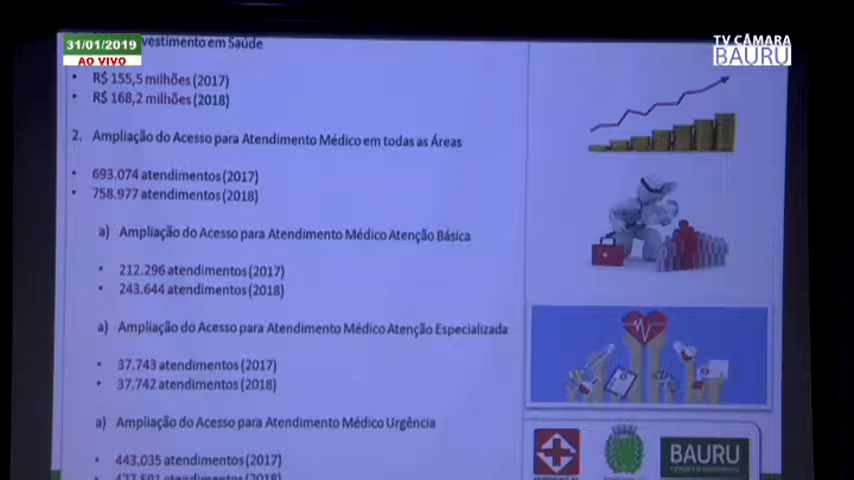 31/01/2019
AO VIVO
TV CÂMARA
BAURU
vestimento em Saúde
• R$ 155,5 milhões (2017)
• R$ 168,2 milhões (2018)
2. Ampliação do Acesso para Atendimento Médico em todas as Áreas
• 693.074 atendimentos (2017)
• 758.977 atendimentos (2018)
a) Ampliação do Acesso para Atendimento Médico Atenção Básica
• 212.296 atendimentos (2017)
• 243.644 atendimentos (2018)
a) Ampliação do Acesso para Atendimento Médico Atenção Especializada
• 37.743 atendimentos (2017)
• 37.742 atendimentos (2018)
a) Ampliação do Acesso para Atendimento Médico Urgência
• 443.035 atendimentos (2017)
BAURU